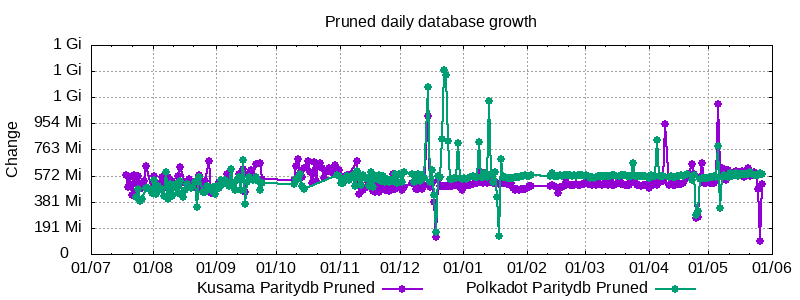 Pruned daily database growth
Change
1 Gi
1 Gi
1 Gi
954 Mi
763 Mi
572 Mi
381 Mi
191 Mi
0
01/07 01/08 01/09 01/10 01/11 01/12 01/01 01/02 01/03 01/04 01/05 01/06
Kusama Paritydb Pruned Polkadot Paritydb Pruned